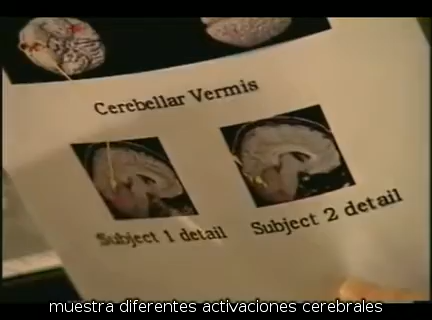 Cerebellar Vermis
Subject 1 detail
Subject 2 detail
muestra diferentes activaciones cerebrales